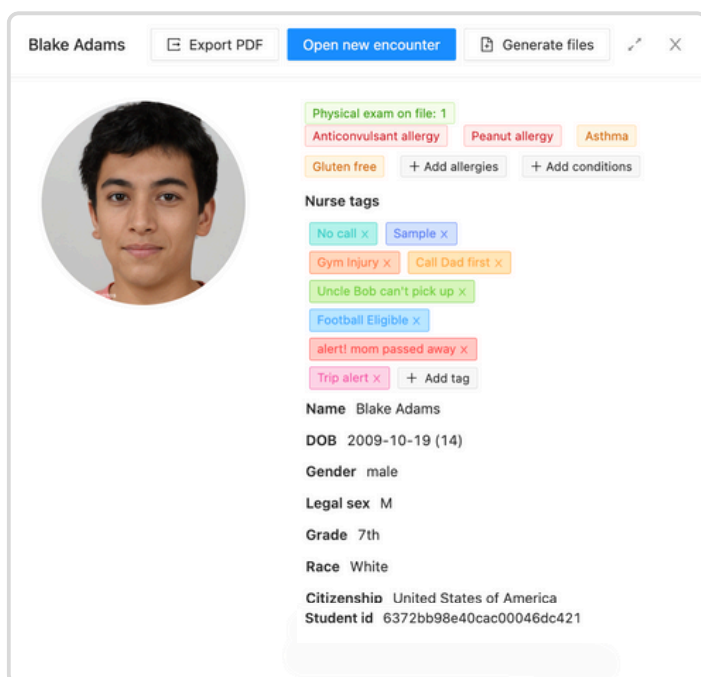 Blake Adams Export PDF Open new encounter Generate files
Physical exam on file: 1
Anticonvulsant allergy Peanut allergy Asthma
Gluten free + Add allergies + Add conditions
Nurse tags
No call × Sample ×
Gym Injury × Call Dad first ×
Uncle Bob can't pick up ×
Football Eligible ×
alert! mom passed away ×
Trip alert × + Add tag
Name Blake Adams
DOB 2009-10-19 (14)
Gender male
Legal sex M
Grade 7th
Race White
Citizenship United States of America
Student id 6372bb98e40cac00046dc421